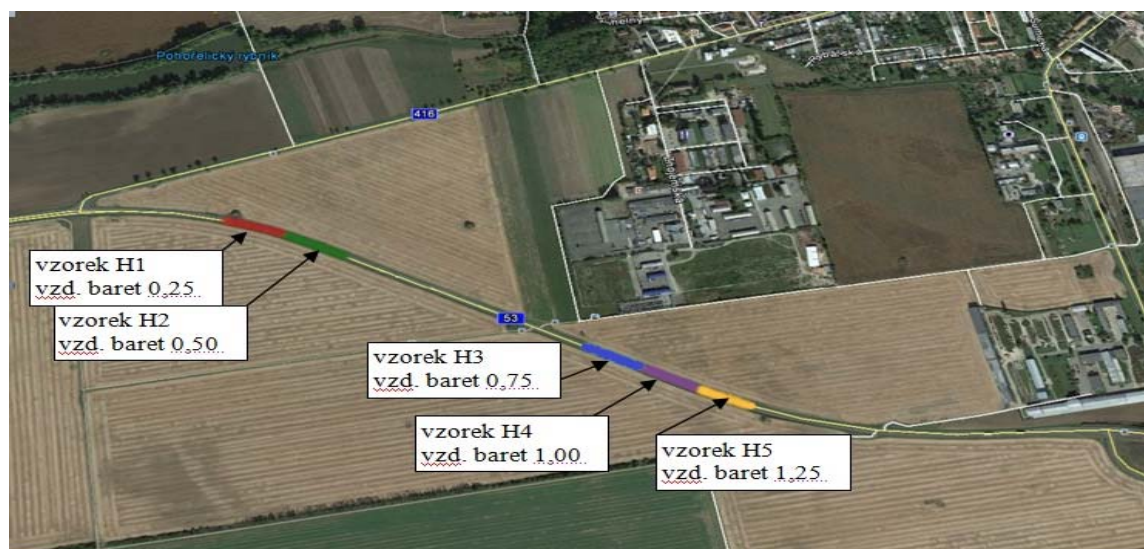 Pohořelický rybník
416
vzorek H1
vzd. baret 0,25
vzorek H2
vzd. baret 0,50
53
vzorek H3
vzd. baret 0,75
vzorek H4
vzd. baret 1,00
vzorek H5
vzd. baret 1,25